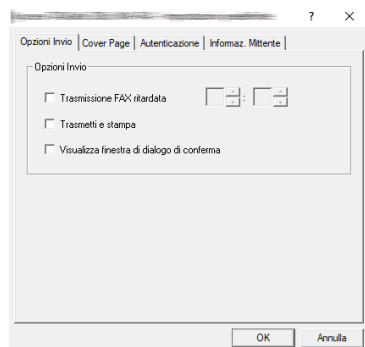 ?
Opzioni Invio Cover Page Autenticazione Informaz. Mittente
Opzioni Invio
Trasmissione FAX ritardata :
Trasmetti e stampa
Visualizza finestra di dialogo di conferma
OK Annulla